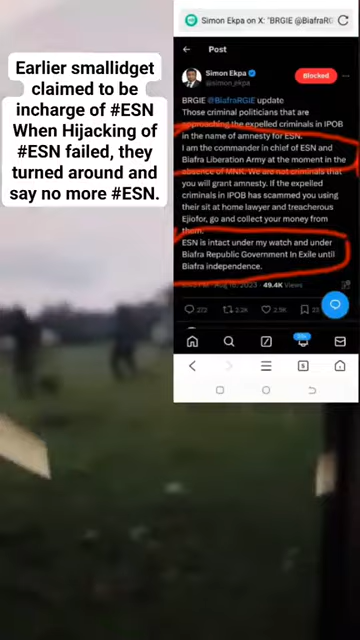 Earlier smallidget
claimed to be
incharge of #ESN
When Hijacking of
#ESN failed, they
turned around and
say no more #ESN.
Simon Ekpa on X: "BRGIE @BiafraRG
Post
Simon Ekpa
@simon_ekpa
Blocked
BRGIE @BiafraRGIE update
Those criminal politicians that are
approaching the expelled criminals in IPOB
in the name of amnesty for ESN.
I am the commander in chief of ESN and
Biafra Liberation Army at the moment in the
absence of MNK. We are not criminals that
you will grant amnesty. If the expelled
criminals in IPOB has scammed you using
their sit at home lawyer and treacherous
Ejiofor, go and collect your money from
them.
ESN is intact under my watch and under
Biafra Republic Government In Exile until
Biafra independence.
2023 · 49.4K Views
272
2.2K
2.9K
23